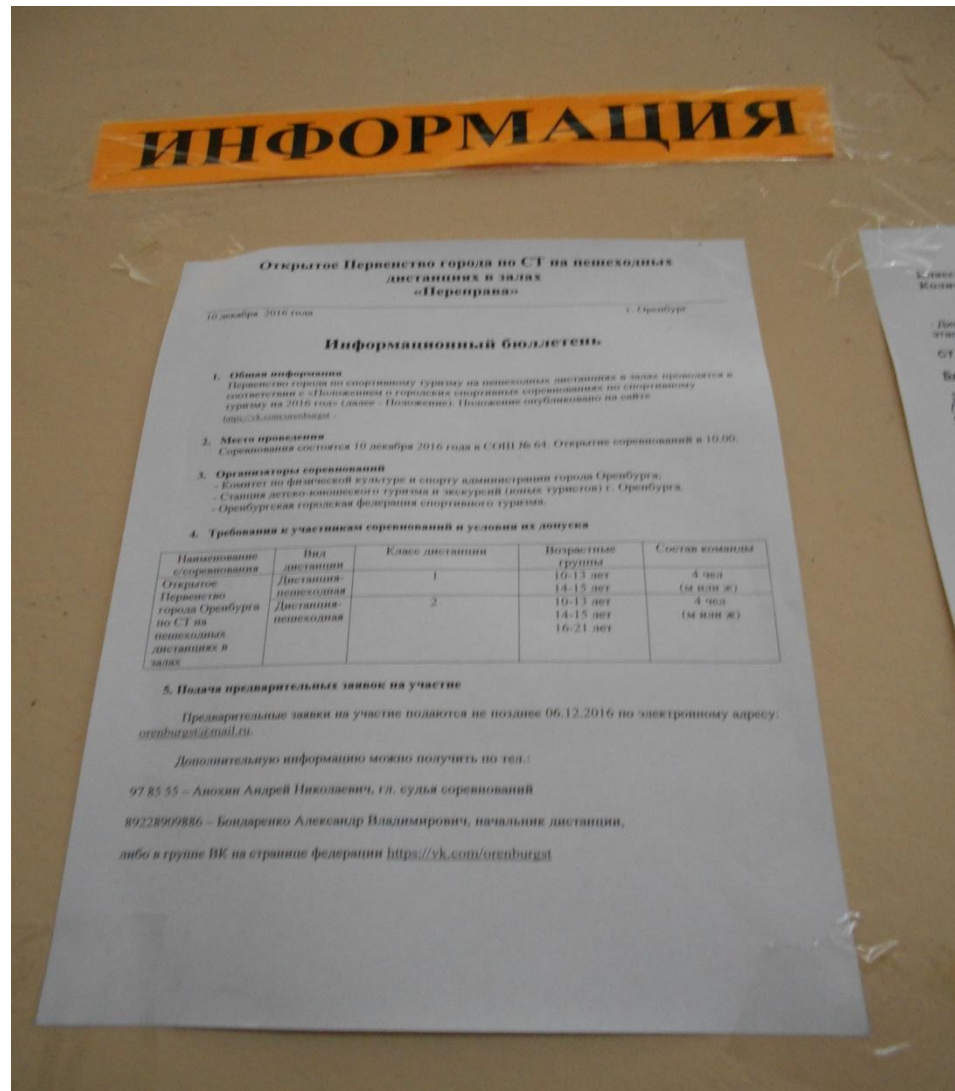 ИНФОРМАЦИЯ
Открытое Первенство города по СТ на пешеходных
дистанциях в залах
«Переправа»
10 декабря 2016 года г. Оренбург
Информационный бюллетень
1. Общая информация
Первенство города по спортивному туризму на пешеходных дистанциях в залах проводятся в
соответствии с «Положением о городских спортивных соревнованиях по спортивному
туризму на 2016 год» (далее - Положение). Положение опубликовано на сайте
https://vk.com/orenburgst .
2. Место проведения
Соревнования состоятся 10 декабря 2016 года в СОШ № 64. Открытие соревнований в 10.00.
3. Организаторы соревнований
- Комитет по физической культуре и спорту администрации города Оренбурга;
- Станция детско-юношеского туризма и экскурсий (юных туристов) г. Оренбурга.
- Оренбургская городская федерация спортивного туризма.
4. Требования к участникам соревнований и условия их допуска
Наименование с/соревнования Вид дистанции Класс дистанции Возрастные группы Состав команды
Открытое Первенство города Оренбурга по СТ на пешеходных дистанциях в залах
Дистанция-пешеходная 1 10-13 лет 14-15 лет 4 чел (м или ж)
Дистанция-пешеходная 2 10-13 лет 14-15 лет 16-21 лет 4 чел (м или ж)
5. Подача предварительных заявок на участие
Предварительные заявки на участие подаются не позднее 06.12.2016 по электронному адресу:
orenburgst@mail.ru.
Дополнительную информацию можно получить по тел.:
97 85 55 – Анохин Андрей Николаевич, гл. судья соревнований
89228909886 – Бондаренко Александр Владимирович, начальник дистанции,
либо в группе ВК на странице федерации https://vk.com/orenburgst